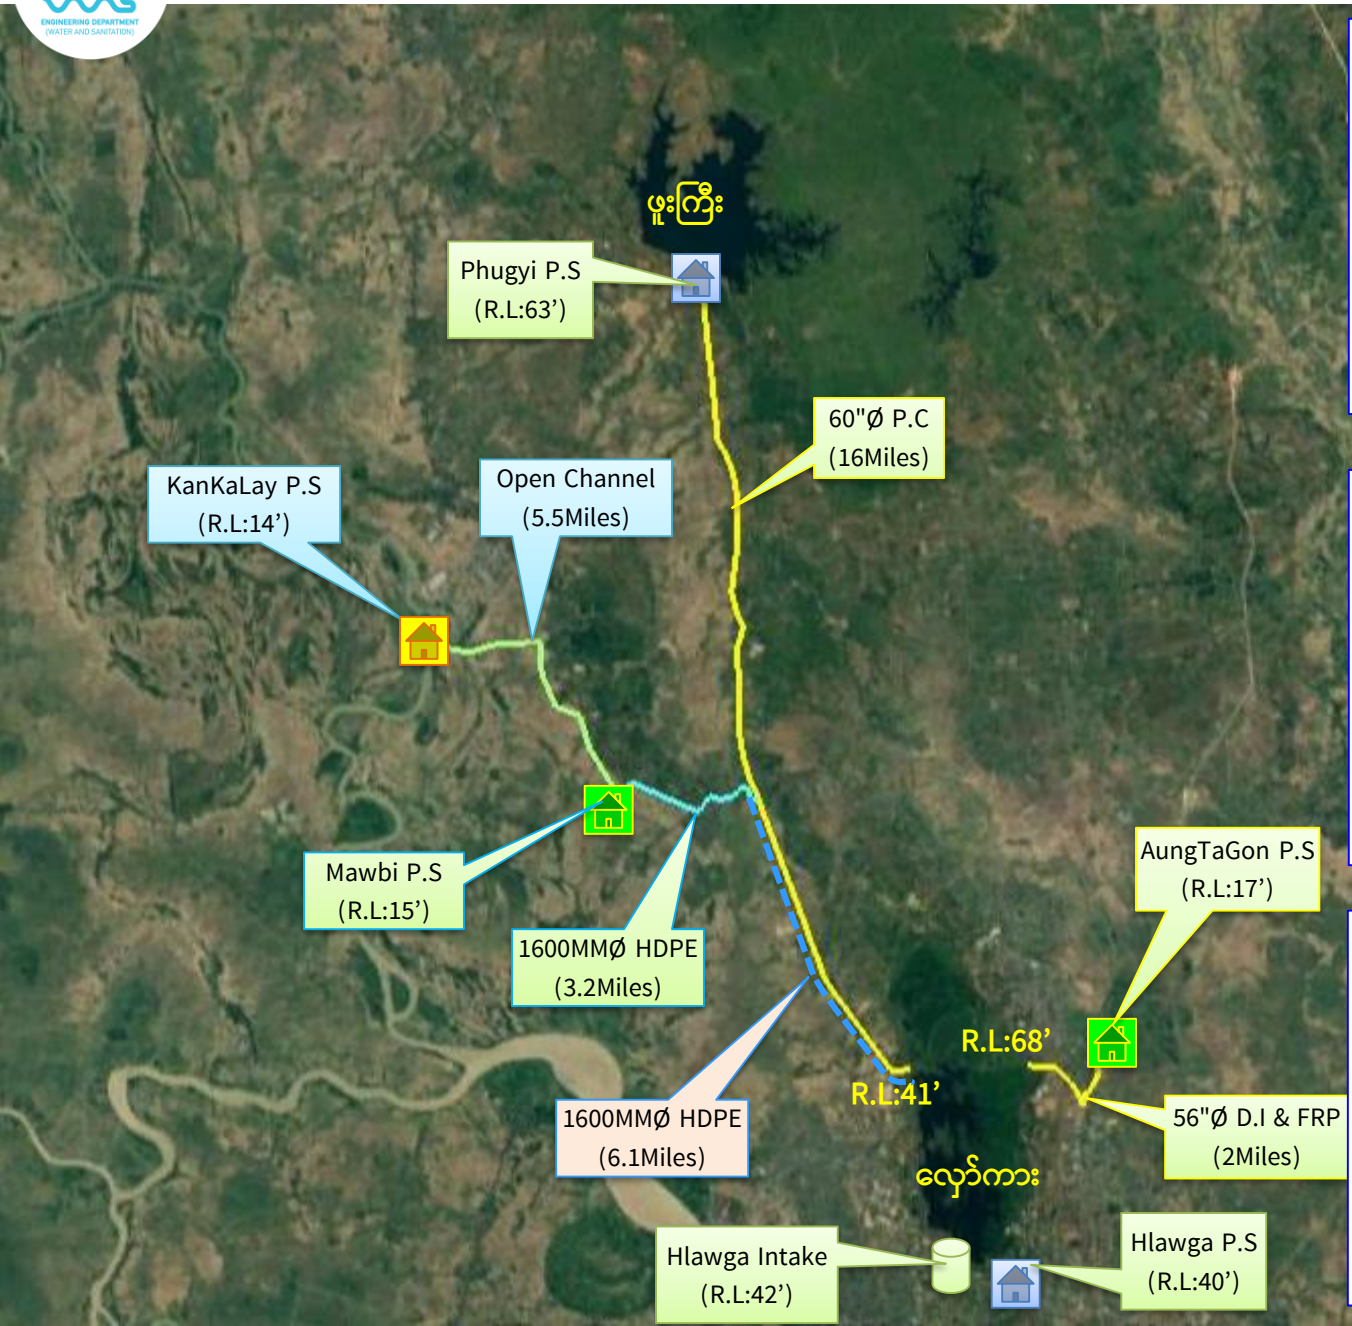 ENGINEERING DEPARTMENT
(WATER AND SANITATION)
ဖူးကြီး
Phugyi P.S
(R.L:63’)
60"Ø P.C
(16Miles)
KanKaLay P.S
(R.L:14’)
Open Channel
(5.5Miles)
Mawbi P.S
(R.L:15’)
1600MMØ HDPE
(3.2Miles)
AungTaGon P.S
(R.L:17’)
R.L:68’
R.L:41’
1600MMØ HDPE
(6.1Miles)
56"Ø D.I & FRP
(2Miles)
လှော်ကား
Hlawga Intake
(R.L:42’)
Hlawga P.S
(R.L:40’)